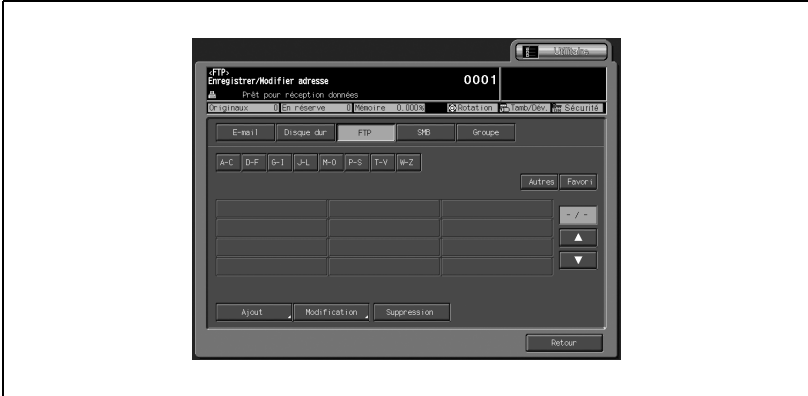 Utilitaire
<FTP>
Enregistrer/Modifier adresse 0001
Prêt pour réception données
Originaux 0 En réserve 0 Mémoire 0.000% Rotation Tamb/Dév. Sécurité
E-mail Disque dur FTP SMB Groupe
A-C D-F G-I J-L M-O P-S T-V W-Z
Autres Favori
- / -
Ajout Modification Suppression
Retour